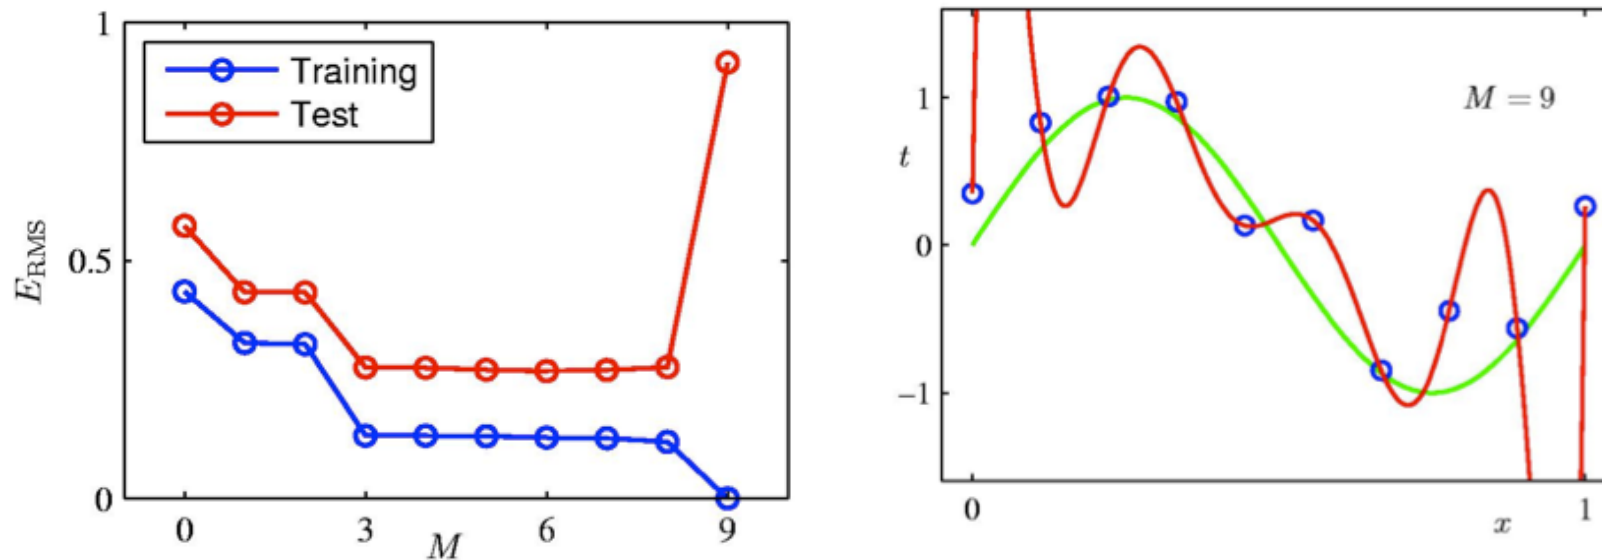 1
Training
Test
0.5
E_RMS
0
0 3 6 9
M
M = 9
1
t
0
−1
0 1
x